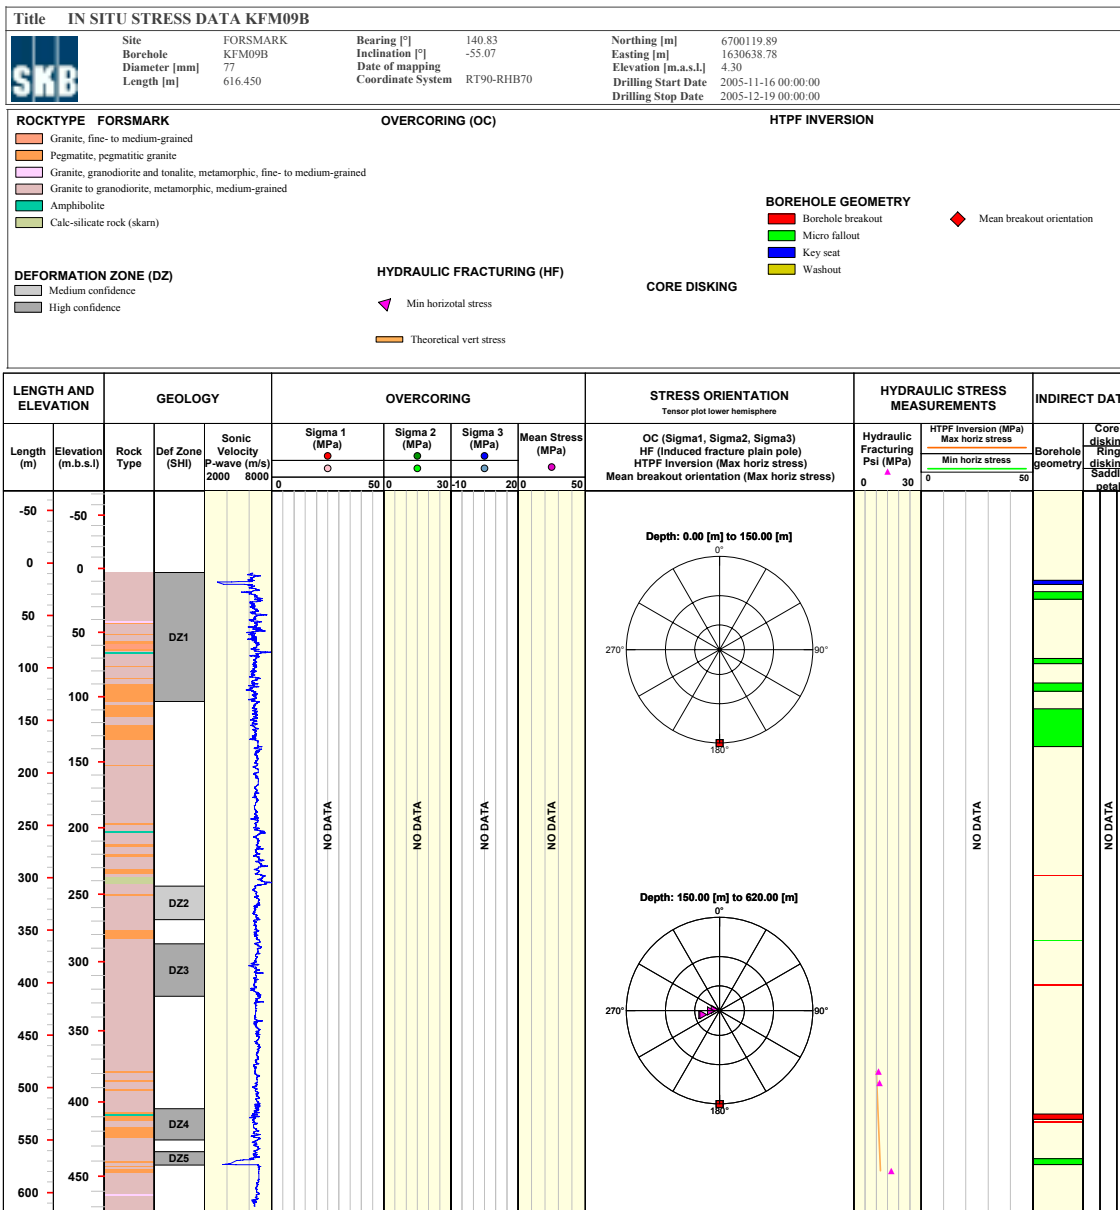 Title IN SITU STRESS DATA KFM09B
SKB
Site FORSMARK
Borehole KFM09B
Diameter [mm] 77
Length [m] 616.450
Bearing [°] 140.83
Inclination [°] -55.07
Date of mapping
Coordinate System RT90-RHB70
Northing [m] 6700119.89
Easting [m] 1630638.78
Elevation [m.a.s.l.] 4.30
Drilling Start Date 2005-11-16 00:00:00
Drilling Stop Date 2005-12-19 00:00:00
ROCKTYPE FORSMARK
Granite, fine- to medium-grained
Pegmatite, pegmatitic granite
Granite, granodiorite and tonalite, metamorphic, fine- to medium-grained
Granite to granodiorite, metamorphic, medium-grained
Amphibolite
Calc-silicate rock (skarn)
DEFORMATION ZONE (DZ)
Medium confidence
High confidence
OVERCORING (OC)
HYDRAULIC FRACTURING (HF)
Min horizotal stress
Theoretical vert stress
HTPF INVERSION
BOREHOLE GEOMETRY
Borehole breakout
Micro fallout
Key seat
Washout
Mean breakout orientation
CORE DISKING
LENGTH AND
ELEVATION
GEOLOGY
OVERCORING
STRESS ORIENTATION
Tensor plot lower hemisphere
HYDRAULIC STRESS
MEASUREMENTS
INDIRECT DAT
Length
(m)
Elevation
(m.b.s.l)
Rock
Type
Def Zone
(SHI)
Sonic
Velocity
P-wave (m/s)
2000 8000
Sigma 1
(MPa)
0 50
Sigma 2
(MPa)
0 30
Sigma 3
(MPa)
-10 20
Mean Stress
(MPa)
0 50
OC (Sigma1, Sigma2, Sigma3)
HF (Induced fracture plain pole)
HTPF Inversion (Max horiz stress)
Mean breakout orientation (Max horiz stress)
Hydraulic
Fracturing
Psi (MPa)
0 30
HTPF Inversion (MPa)
Max horiz stress
Min horiz stress
0 50
Borehole
geometry
Core
diskin
Ring
diskin
Saddl
petal
-50
0
50
100
150
200
250
300
350
400
450
500
550
600
-50
0
50
100
150
200
250
300
350
400
450
DZ1
DZ2
DZ3
DZ4
DZ5
NO DATA
NO DATA
NO DATA
NO DATA
Depth: 0.00 [m] to 150.00 [m]
0°
270°
90°
180°
Depth: 150.00 [m] to 620.00 [m]
0°
270°
90°
180°
NO DATA
NO DATA